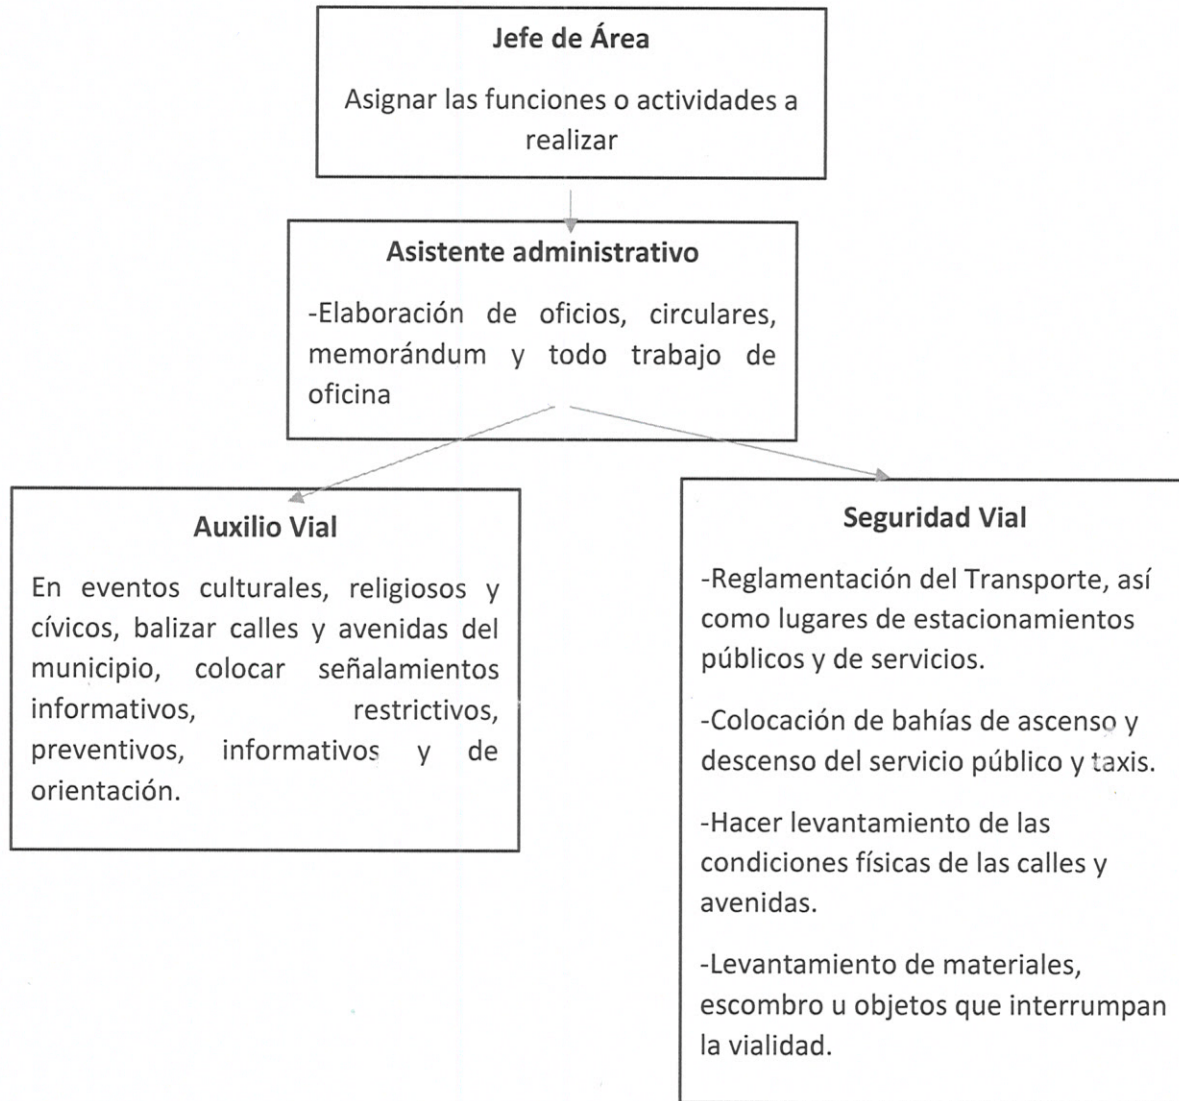 Jefe de Área
Asignar las funciones o actividades a
realizar
Asistente administrativo
-Elaboración de oficios, circulares,
memorándum y todo trabajo de
oficina
Auxilio Vial
En eventos culturales, religiosos y
cívicos, balizar calles y avenidas del
municipio, colocar señalamientos
informativos, restrictivos,
preventivos, informativos y de
orientación.
Seguridad Vial
-Reglamentación del Transporte, así
como lugares de estacionamientos
públicos y de servicios.
-Colocación de bahías de ascenso y
descenso del servicio público y taxis.
-Hacer levantamiento de las
condiciones físicas de las calles y
avenidas.
-Levantamiento de materiales,
escombro u objetos que interrumpan
la vialidad.